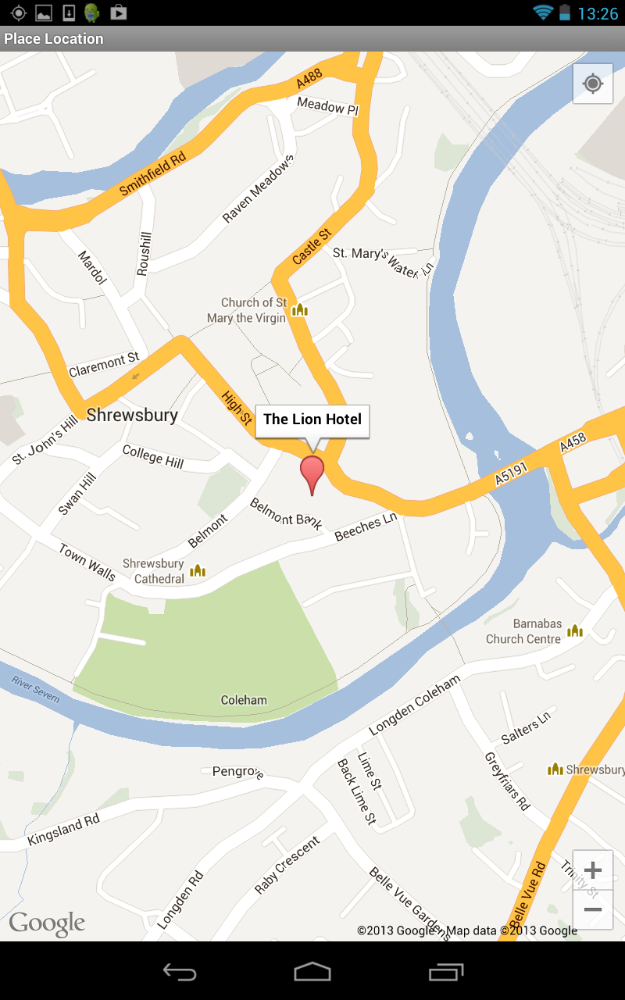 13:26
Place Location
A488
Meadow Pl
Smithfield Rd
Raven Meadows
Roushill
Mardol
Castle St
St. Mary's Water Ln
Church of St
Mary the Virgin
Claremont St
High St
Shrewsbury
The Lion Hotel
St. John's Hill
College Hill
A458
A5191
Swan Hill
Belmont Bank
Beeches Ln
Belmont
Town Walls
Shrewsbury
Cathedral
Barnabas
Church Centre
River Severn
Coleham
Longden Coleham
Salters Ln
Pengrove
Lime St
Back Lime St
Greyfriars Rd
Shrewsbury
Kingsland Rd
Raby Crescent
Longden Rd
Belle Vue Gardens
Belle Vue Rd
Trinity St
+
−
Google
©2013 Google - Map data ©2013 Google